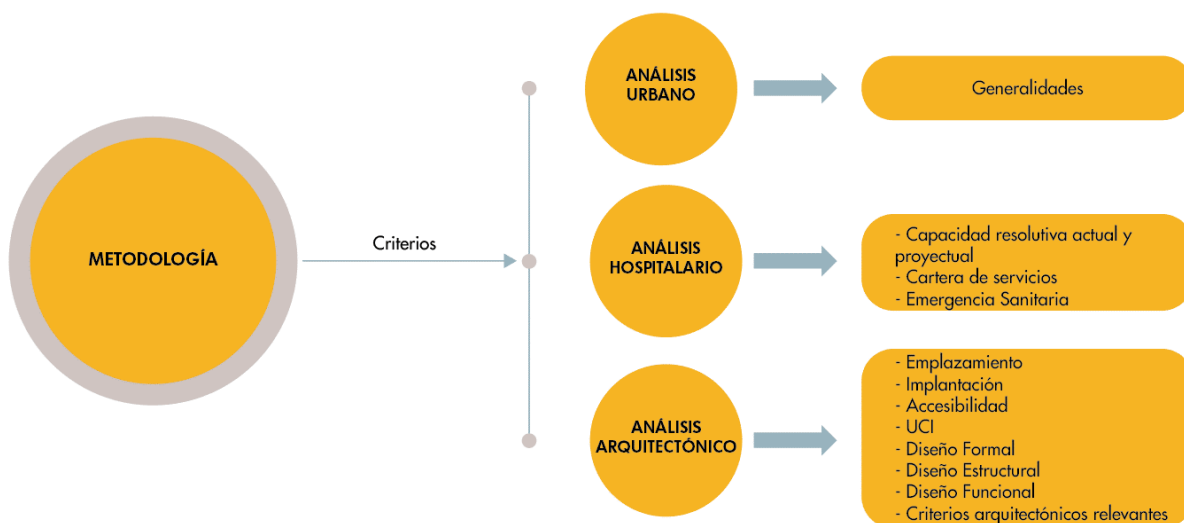 METODOLOGÍA
Criterios
ANÁLISIS
URBANO
Generalidades
ANÁLISIS
HOSPITALARIO
- Capacidad resolutiva actual y
proyectual
- Cartera de servicios
- Emergencia Sanitaria
ANÁLISIS
ARQUITECTÓNICO
- Emplazamiento
- Implantación
- Accesibilidad
- UCI
- Diseño Formal
- Diseño Estructural
- Diseño Funcional
- Criterios arquitectónicos relevantes